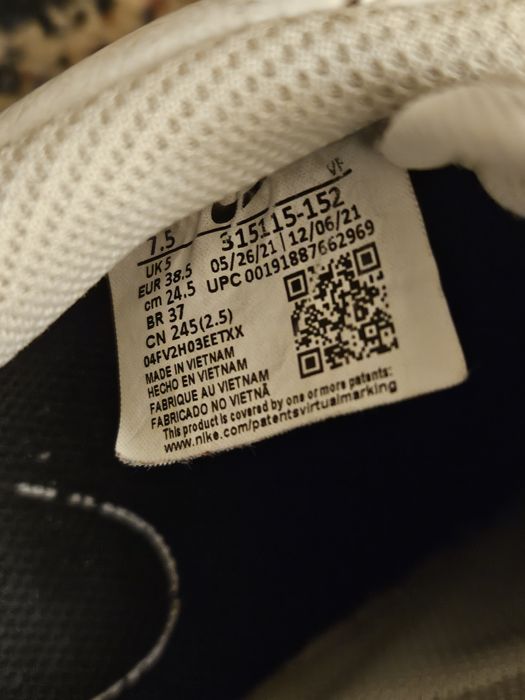 VF
7.5
315115-152
UK 5
05/26/21 | 12/06/21
EUR 38.5
UPC 00191887662969
cm 24.5
BR 37
CN 245(2.5)
04FV2H03EETXX
MADE IN VIETNAM
HECHO EN VIETNAM
FABRIQUE AU VIETNAM
FABRICADO NO VIETNÃ
This product is covered by one or more patents:
www.nike.com/patentsvirtualmarking